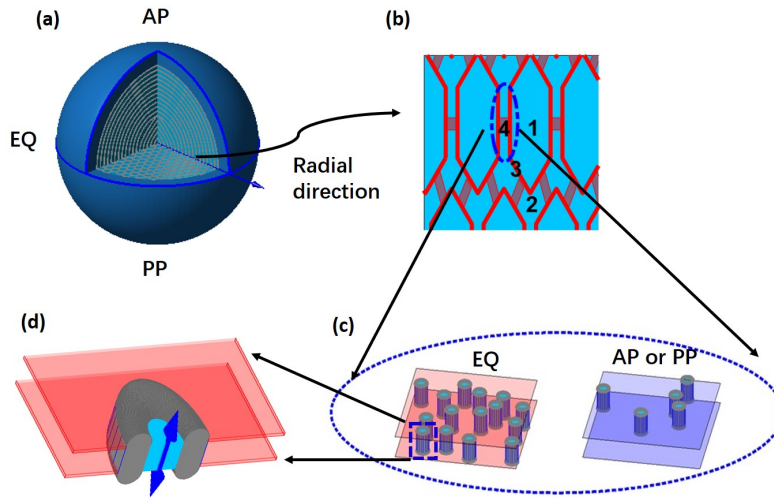 (a)
AP
EQ
Radial
direction
PP
(b)
4
1
3
2
(d)
(c)
EQ
AP or PP